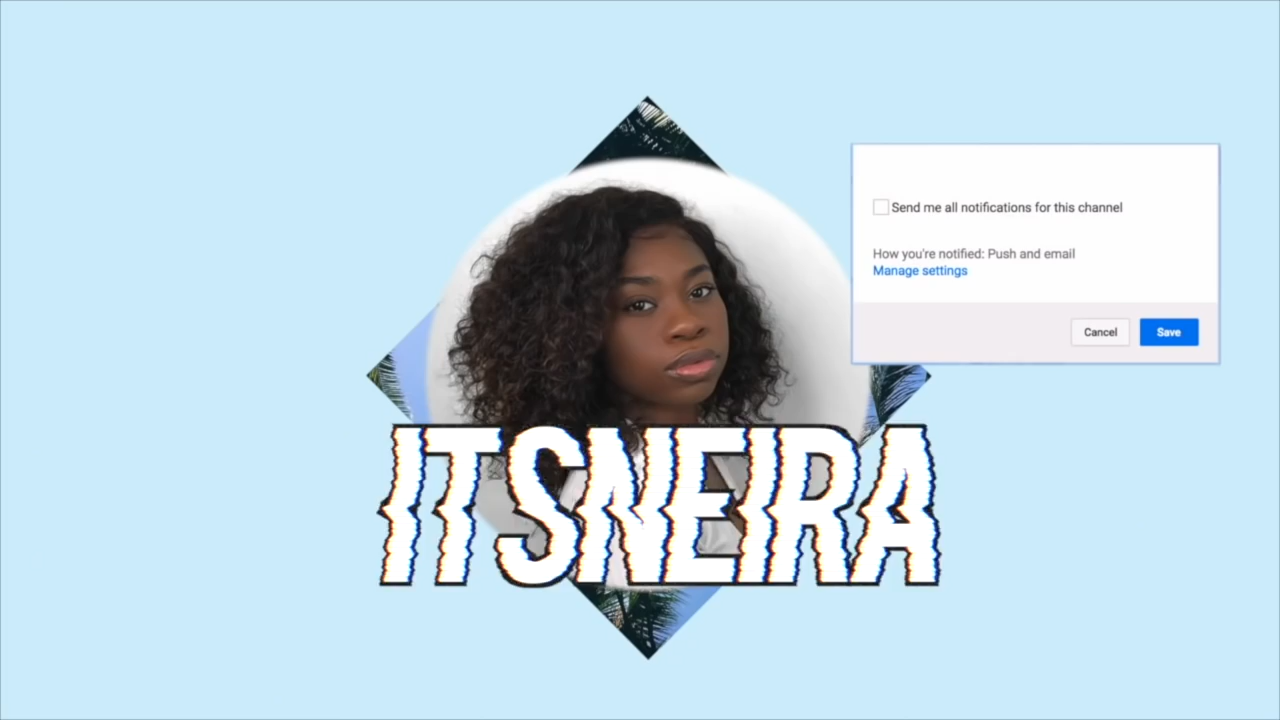 Send me all notifications for this channel
How you're notified: Push and email
Manage settings
Cancel Save
ITSNEIRA